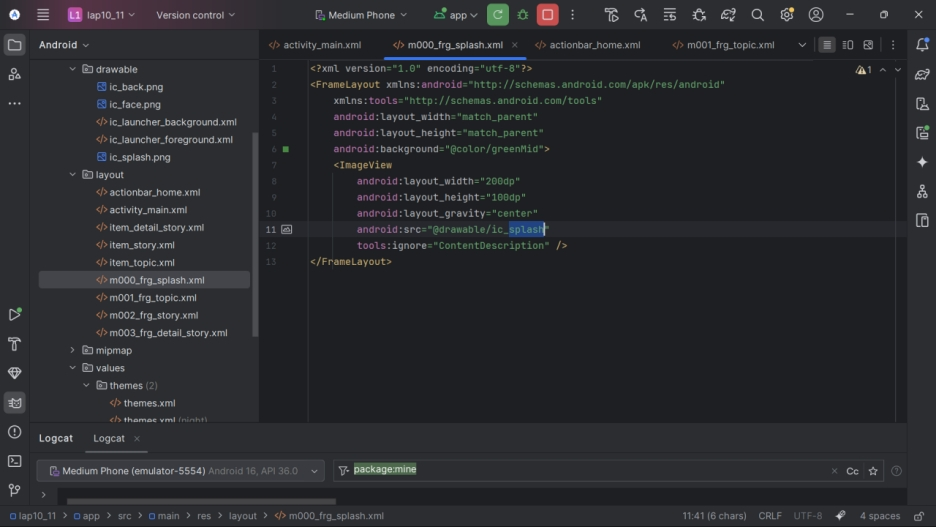 L1 lap10_11 Version control Medium Phone app
Android
activity_main.xml m000_frg_splash.xml actionbar_home.xml m001_frg_topic.xml
drawable
ic_back.png
ic_face.png
ic_launcher_background.xml
ic_launcher_foreground.xml
ic_splash.png
layout
actionbar_home.xml
activity_main.xml
item_detail_story.xml
item_story.xml
item_topic.xml
m000_frg_splash.xml
m001_frg_topic.xml
m002_frg_story.xml
m003_frg_detail_story.xml
mipmap
values
themes (2)
themes.xml
themes.xml (night)
1 <?xml version="1.0" encoding="utf-8"?>
2 <FrameLayout xmlns:android="http://schemas.android.com/apk/res/android"
3 xmlns:tools="http://schemas.android.com/tools"
4 android:layout_width="match_parent"
5 android:layout_height="match_parent"
6 android:background="@color/greenMid">
7 <ImageView
8 android:layout_width="200dp"
9 android:layout_height="100dp"
10 android:layout_gravity="center"
11 android:src="@drawable/ic_splash"
12 tools:ignore="ContentDescription" />
13 </FrameLayout>
1
Logcat Logcat
Medium Phone (emulator-5554) Android 16, API 36.0 package:mine Cc
lap10_11 > app > src > main > res > layout > m000_frg_splash.xml 11:41 (6 chars) CRLF UTF-8 4 spaces